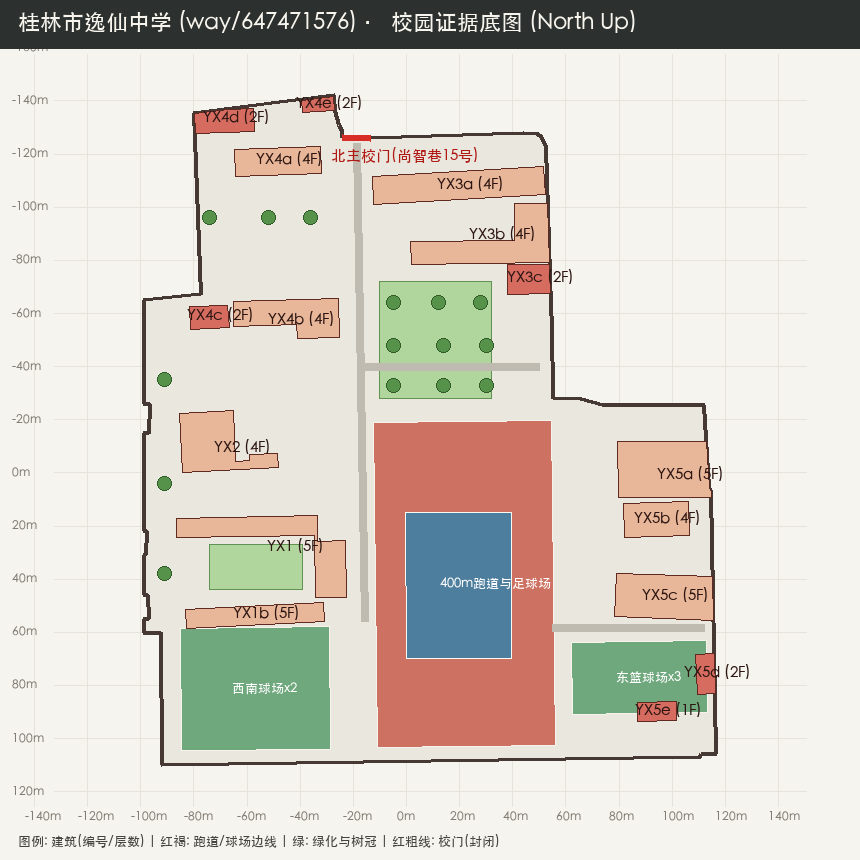 桂林市逸仙中学 (way/647471576) · 校园证据底图 (North Up)
-140m
YX4e (2F)
YX4d (2F)
-120m
北主校门(尚智巷15号)
YX4a (4F)
-100m
YX3a (4F)
YX3b (4F)
-80m
YX3c (2F)
-60m
YX4c (2F)
YX4b (4F)
-40m
-20m
YX2 (4F)
0m
YX5a (5F)
20m
YX5b (4F)
YX1 (5F)
40m
400m跑道与足球场
YX5c (5F)
YX1b (5F)
60m
东篮球场x3
YX5d (2F)
80m
西南球场x2
YX5e (1F)
100m
120m
-140m -120m -100m -80m -60m -40m -20m 0m 20m 40m 60m 80m 100m 120m 140m
图例: 建筑(编号/层数) | 红褐: 跑道/球场边线 | 绿: 绿化与树冠 | 红粗线: 校门(封闭)